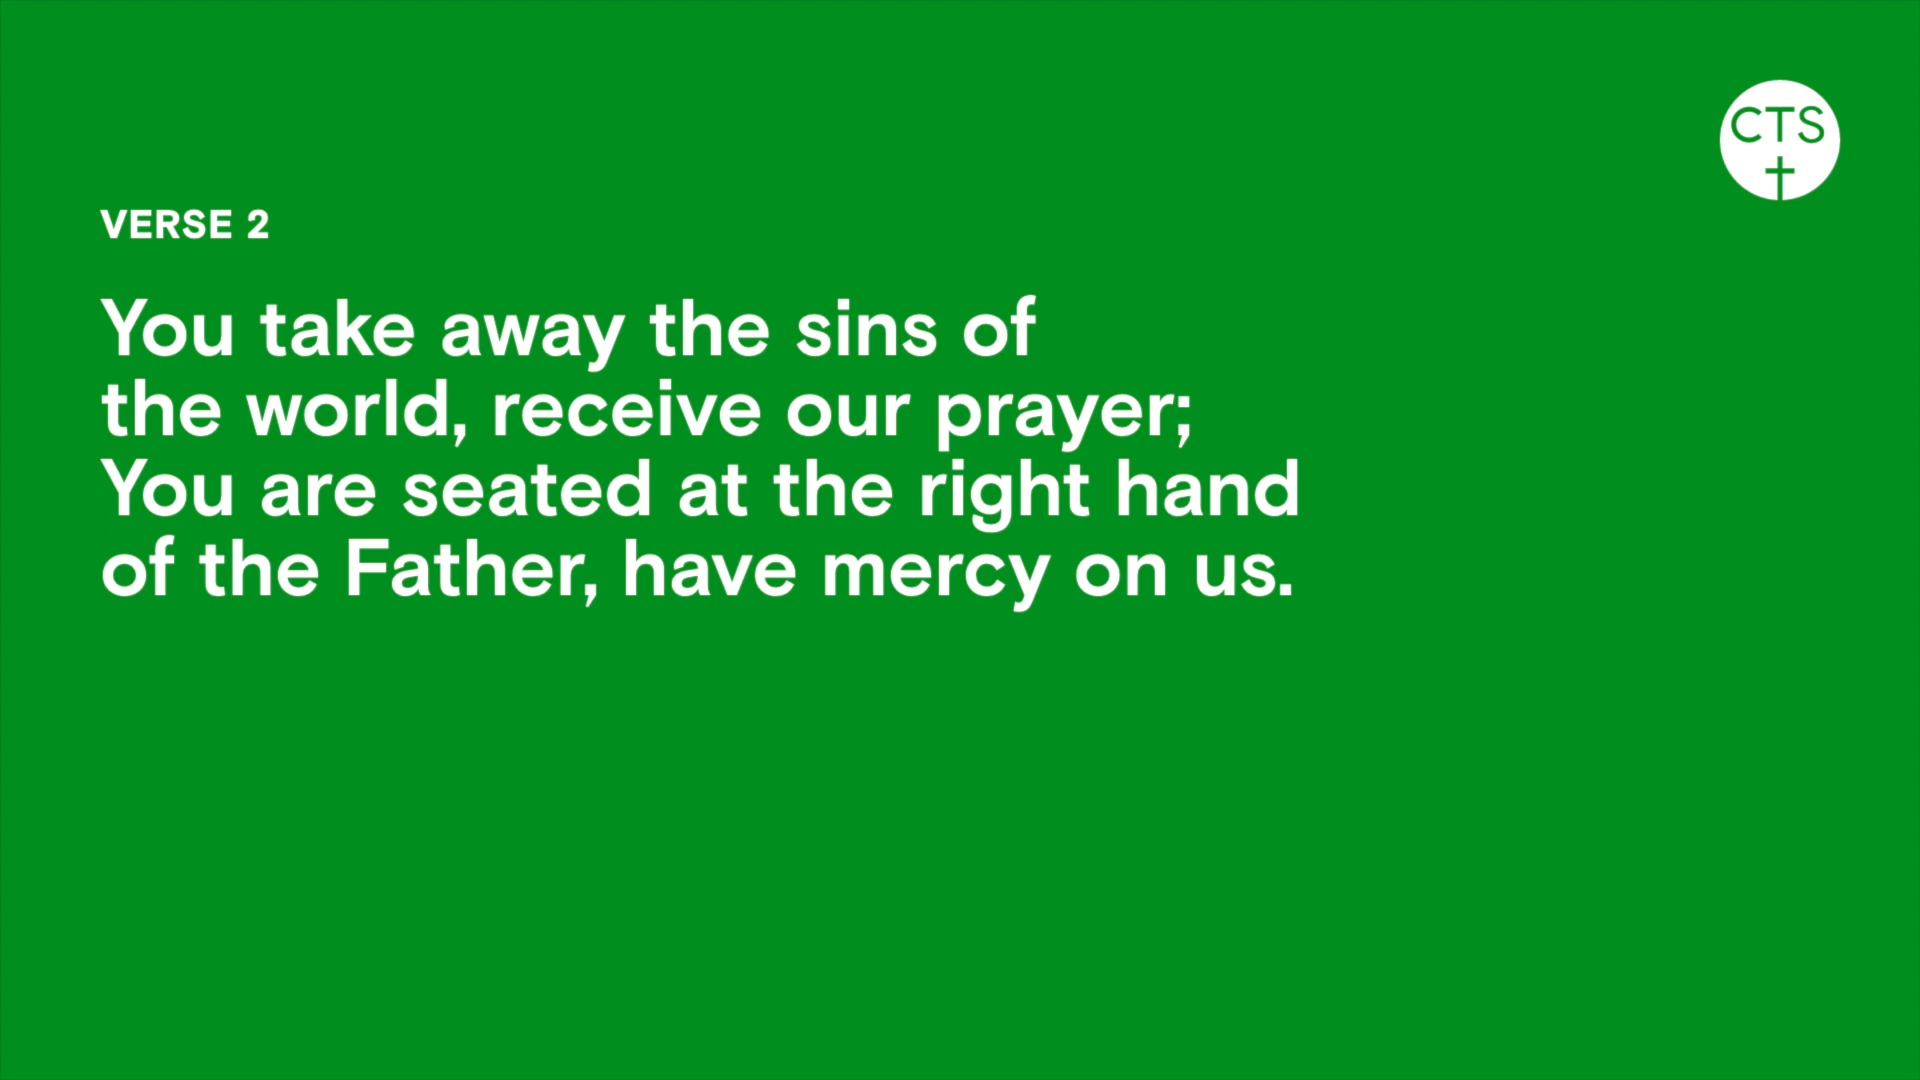 CTS
VERSE 2
You take away the sins of
the world, receive our prayer;
You are seated at the right hand
of the Father, have mercy on us.